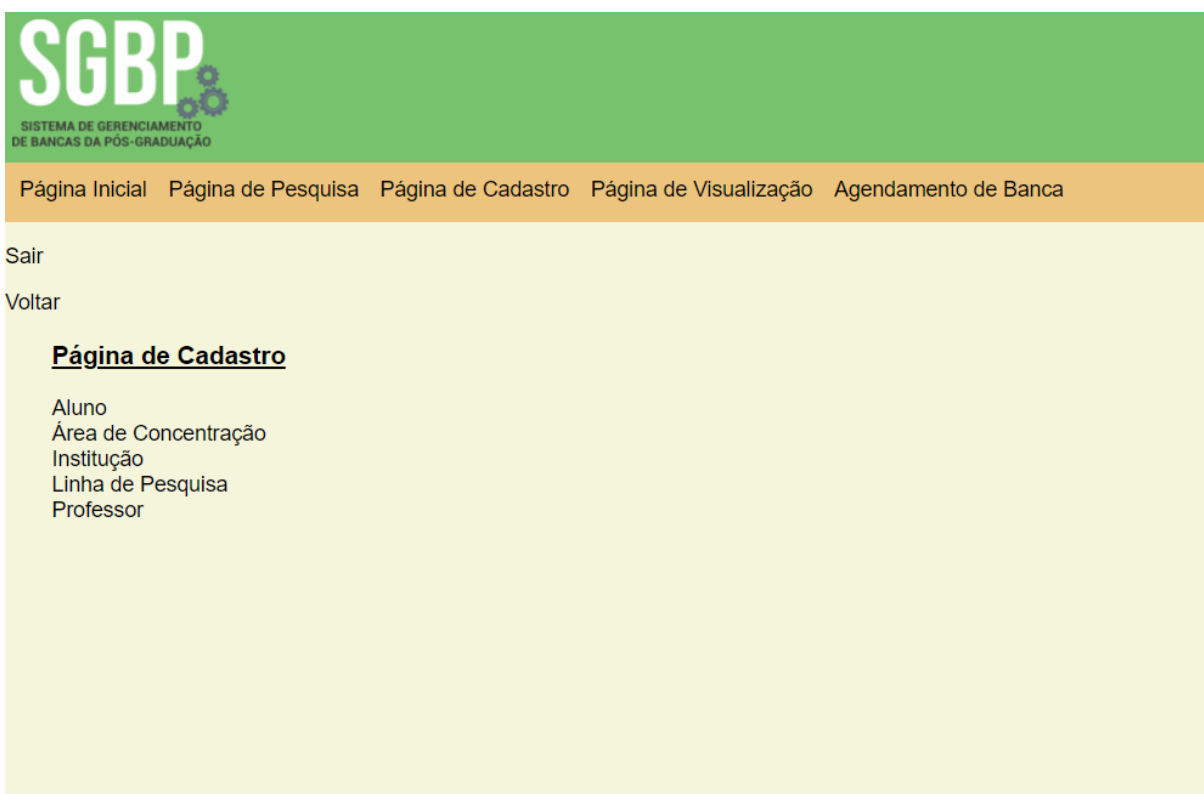 SGBP
SISTEMA DE GERENCIAMENTO
DE BANCAS DA PÓS-GRADUAÇÃO
Página Inicial Página de Pesquisa Página de Cadastro Página de Visualização Agendamento de Banca
Sair
Voltar
Página de Cadastro
Aluno
Área de Concentração
Institução
Linha de Pesquisa
Professor